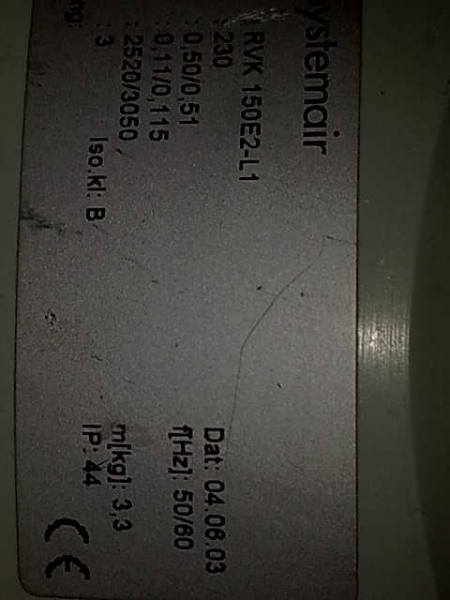 ystemair
: RVK 150E2-L1
: 230 Dat: 04.06.03
: 0,50/0,51 f[Hz]: 50/60
: 0,11/0,115
: 2520/3050 m[kg]: 3,3
: 3 Iso.kl: B IP: 44
ng:
CE